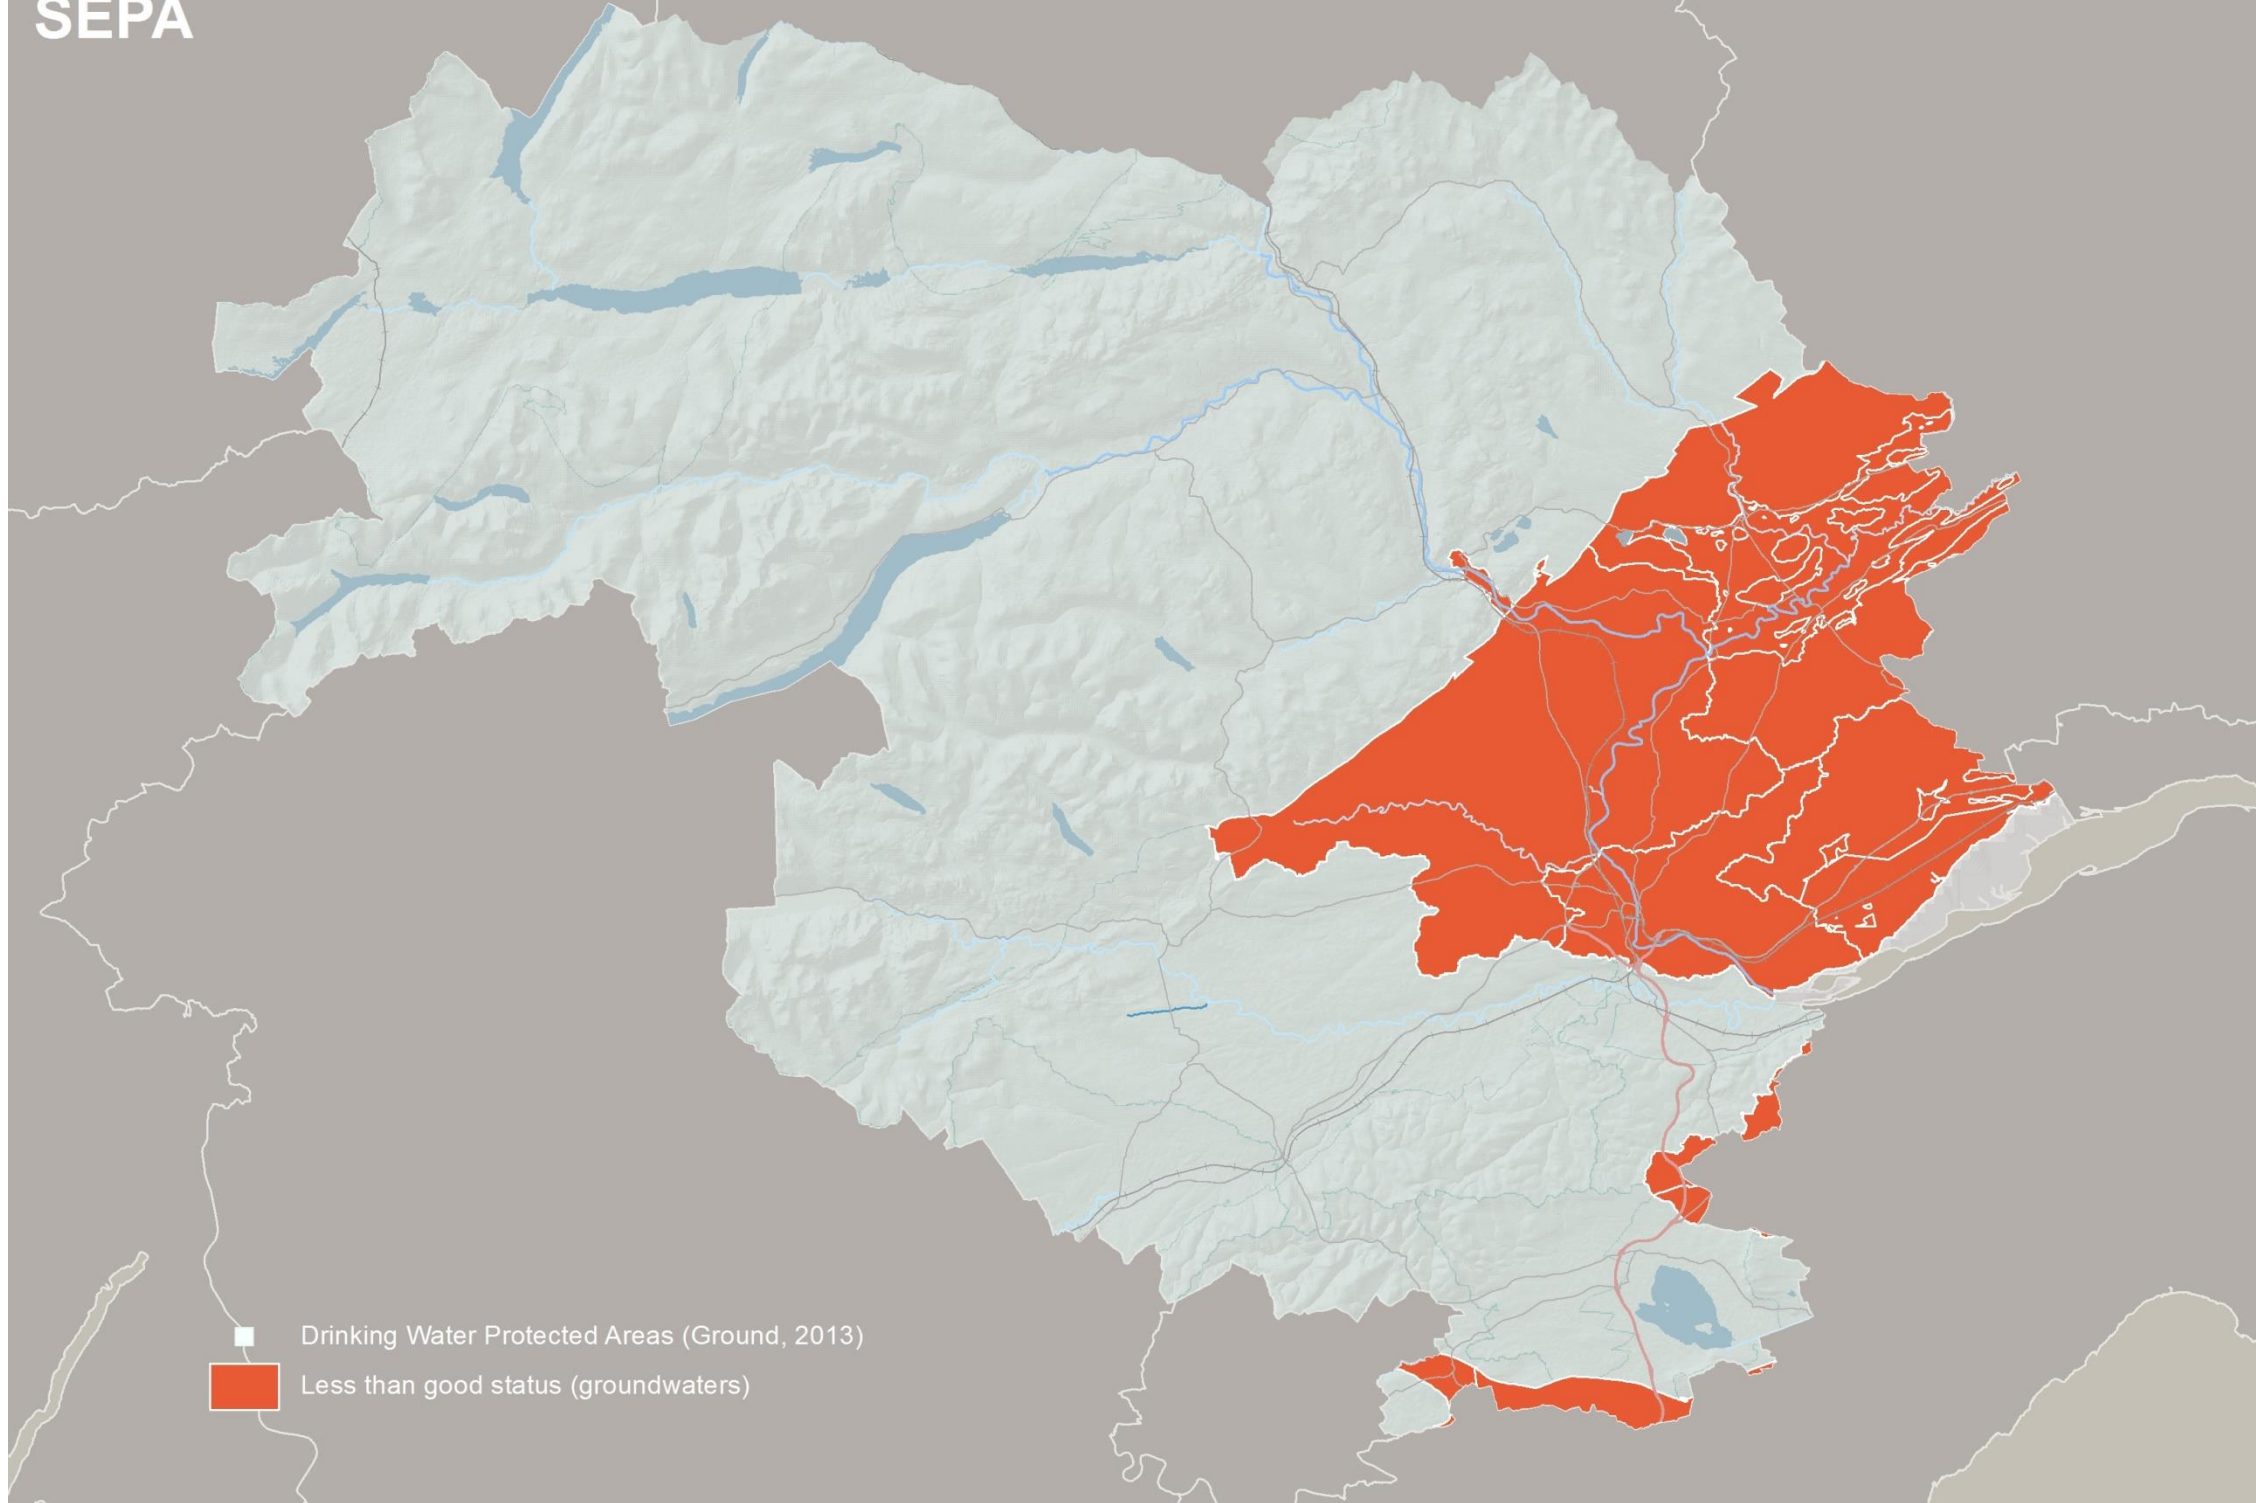 SEPA
Drinking Water Protected Areas (Ground, 2013)
Less than good status (groundwaters)